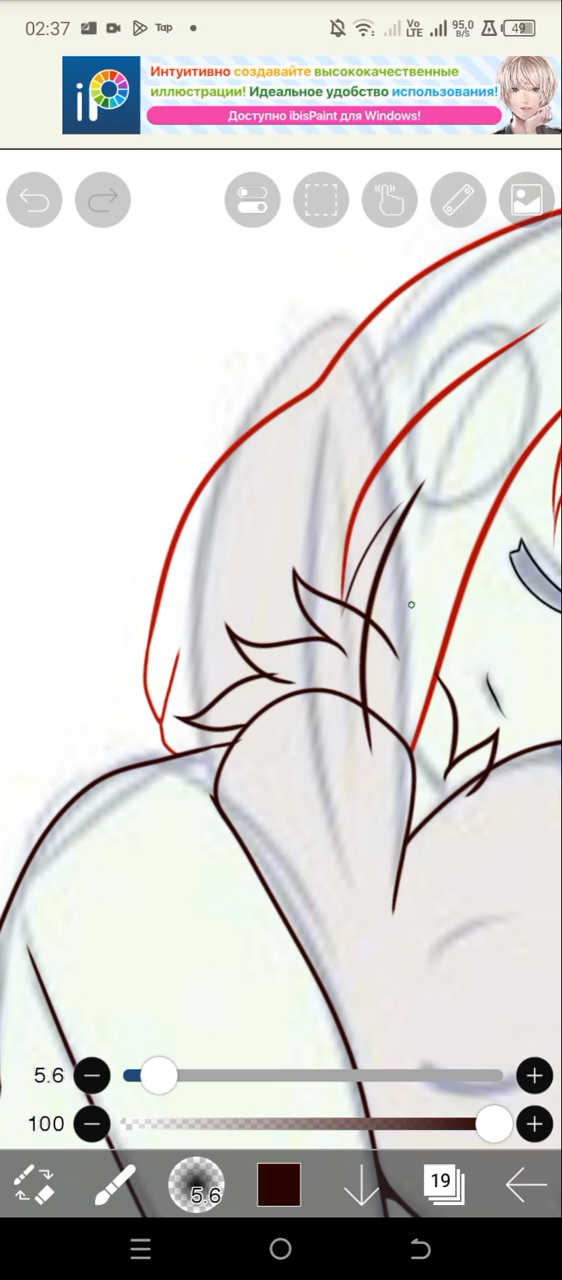 02:37 Tap Vo LTE 95,0 B/S 49
iP
Интуитивно создавайте высококачественные
иллюстрации! Идеальное удобство использования!
Доступно ibisPaint для Windows!
5.6
100
5.6
19